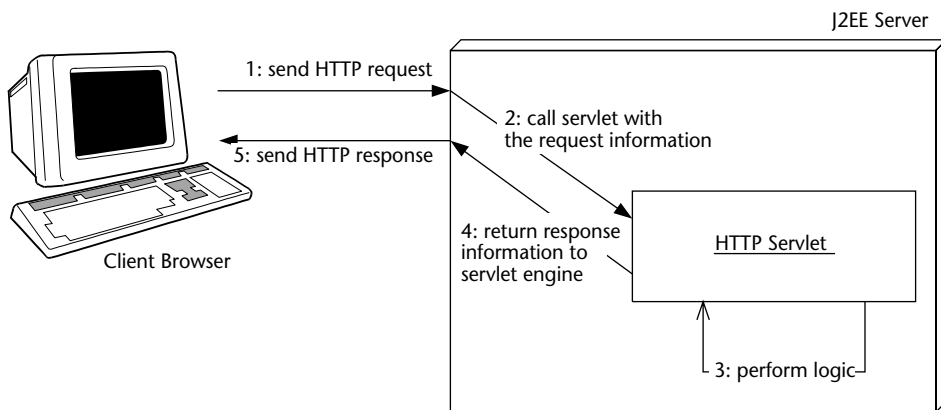 J2EE Server
1: send HTTP request
2: call servlet with
the request information
5: send HTTP response
4: return response
information to
servlet engine
HTTP Servlet
Client Browser
3: perform logic